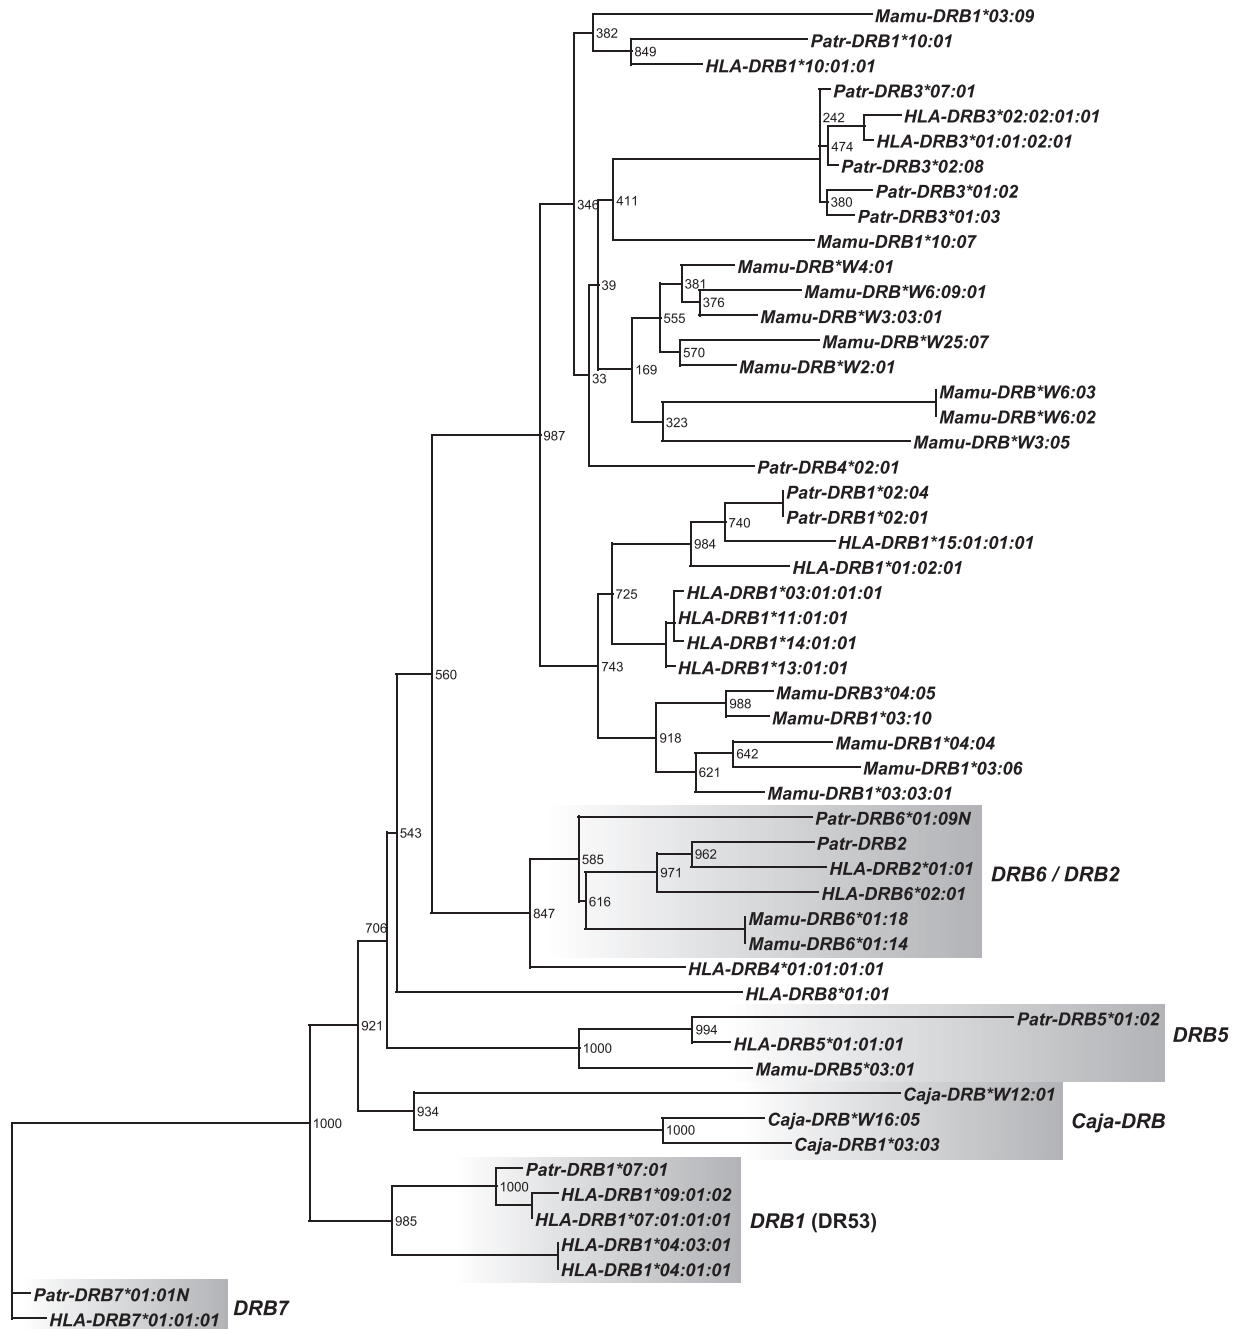 Mamu-DRB1*03:09
382
Patr-DRB1*10:01
849
HLA-DRB1*10:01:01
Patr-DRB3*07:01
242
HLA-DRB3*02:02:01:01
HLA-DRB3*01:01:02:01
474
Patr-DRB3*02:08
Patr-DRB3*01:02
380
346
411
Patr-DRB3*01:03
Mamu-DRB1*10:07
Mamu-DRB*W4:01
39
381
Mamu-DRB*W6:09:01
376
555
Mamu-DRB*W3:03:01
Mamu-DRB*W25:07
570
169
Mamu-DRB*W2:01
33
Mamu-DRB*W6:03
323
Mamu-DRB*W6:02
987
Mamu-DRB*W3:05
Patr-DRB4*02:01
Patr-DRB1*02:04
740
Patr-DRB1*02:01
984
HLA-DRB1*15:01:01:01
HLA-DRB1*01:02:01
725
HLA-DRB1*03:01:01:01
HLA-DRB1*11:01:01
HLA-DRB1*14:01:01
743
HLA-DRB1*13:01:01
560
Mamu-DRB3*04:05
988
Mamu-DRB1*03:10
918
Mamu-DRB1*04:04
642
621
Mamu-DRB1*03:06
Mamu-DRB1*03:03:01
543
Patr-DRB6*01:09N
Patr-DRB2
585
962
971
HLA-DRB2*01:01
DRB6 / DRB2
616
HLA-DRB6*02:01
847
Mamu-DRB6*01:18
706
Mamu-DRB6*01:14
HLA-DRB4*01:01:01:01
HLA-DRB8*01:01
921
994
Patr-DRB5*01:02
DRB5
1000
HLA-DRB5*01:01:01
Mamu-DRB5*03:01
Caja-DRB*W12:01
934
1000
Caja-DRB*W16:05
Caja-DRB
1000
Caja-DRB1*03:03
Patr-DRB1*07:01
1000
HLA-DRB1*09:01:02
985
HLA-DRB1*07:01:01:01
DRB1 (DR53)
HLA-DRB1*04:03:01
HLA-DRB1*04:01:01
Patr-DRB7*01:01N
DRB7
HLA-DRB7*01:01:01